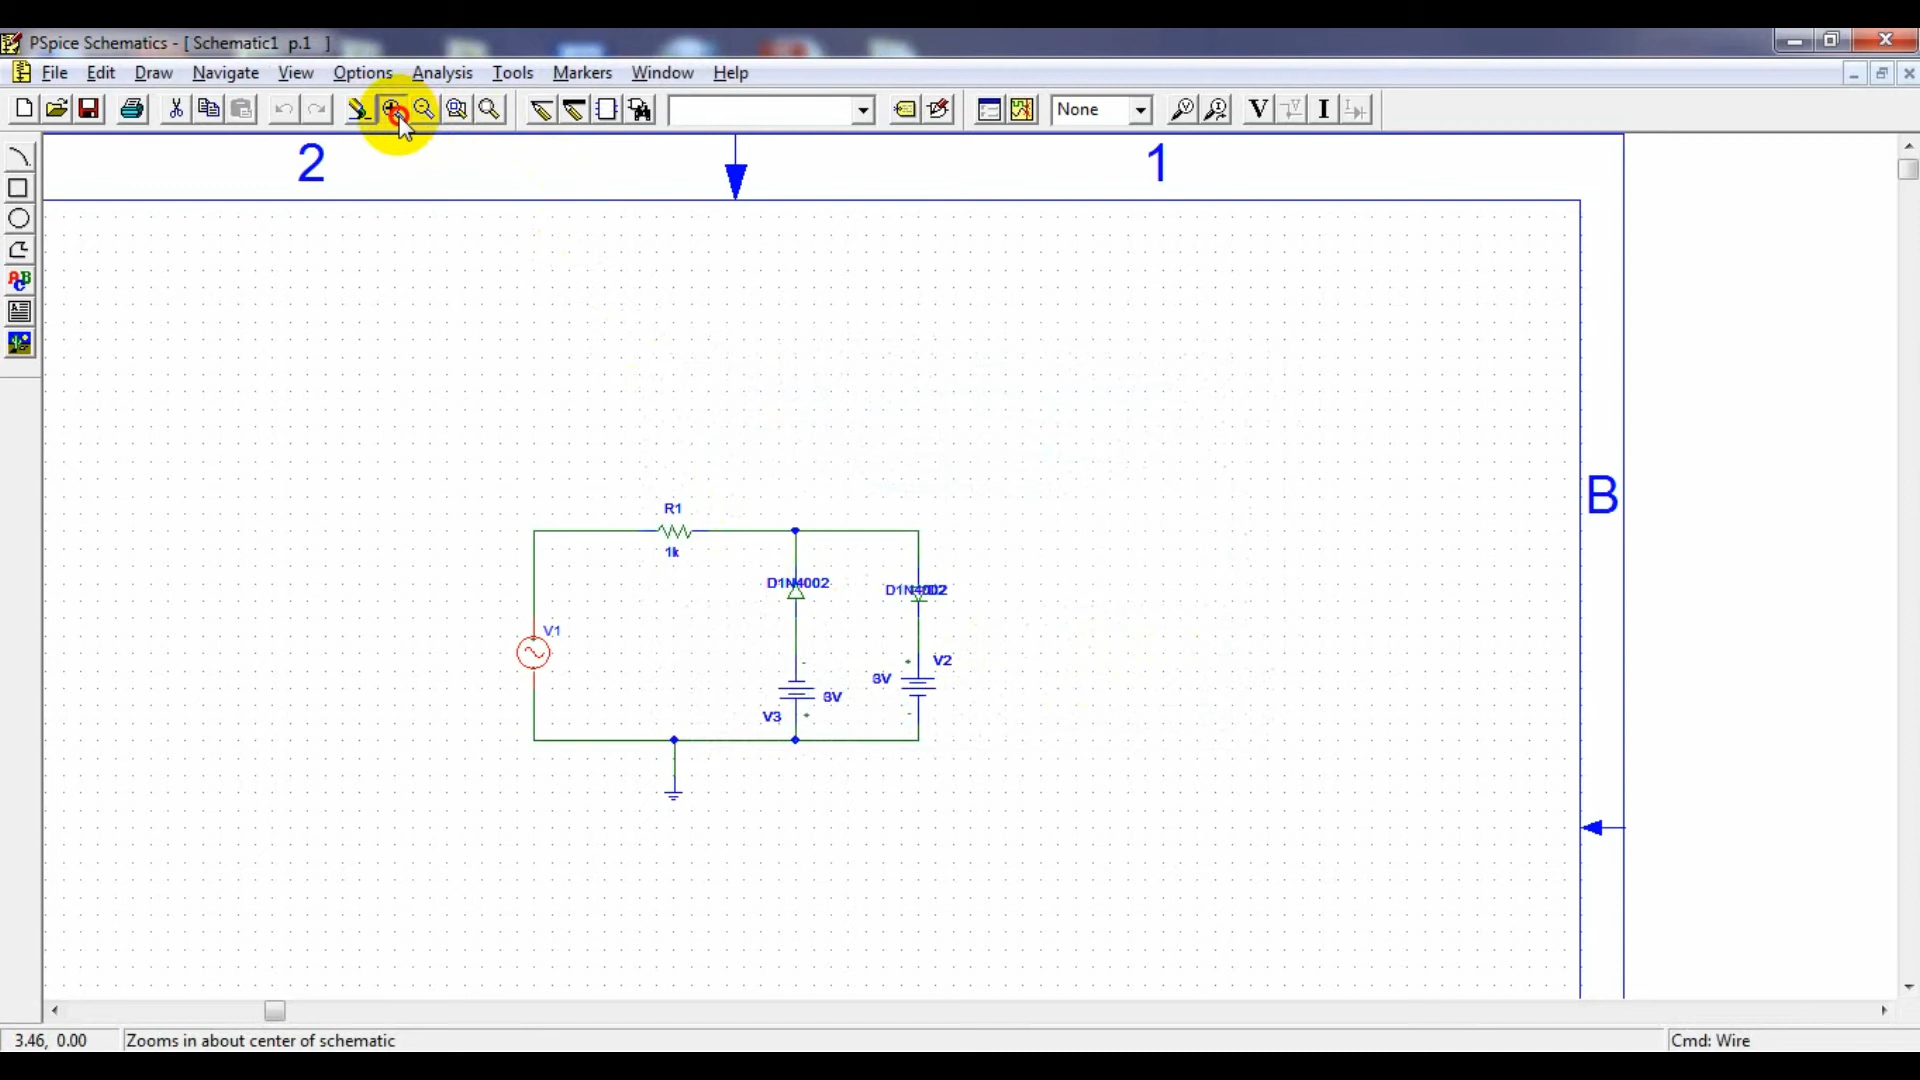 PSpice Schematics - [ Schematic1  p.1   ]
File Edit Draw Navigate View Options Analysis Tools Markers Window Help
None V I
2 1
B
R1
1k
D1N4002 D1N4002
V1
V2
3V
3V
V3
3.46,  0.00 Zooms in about center of schematic Cmd: Wire